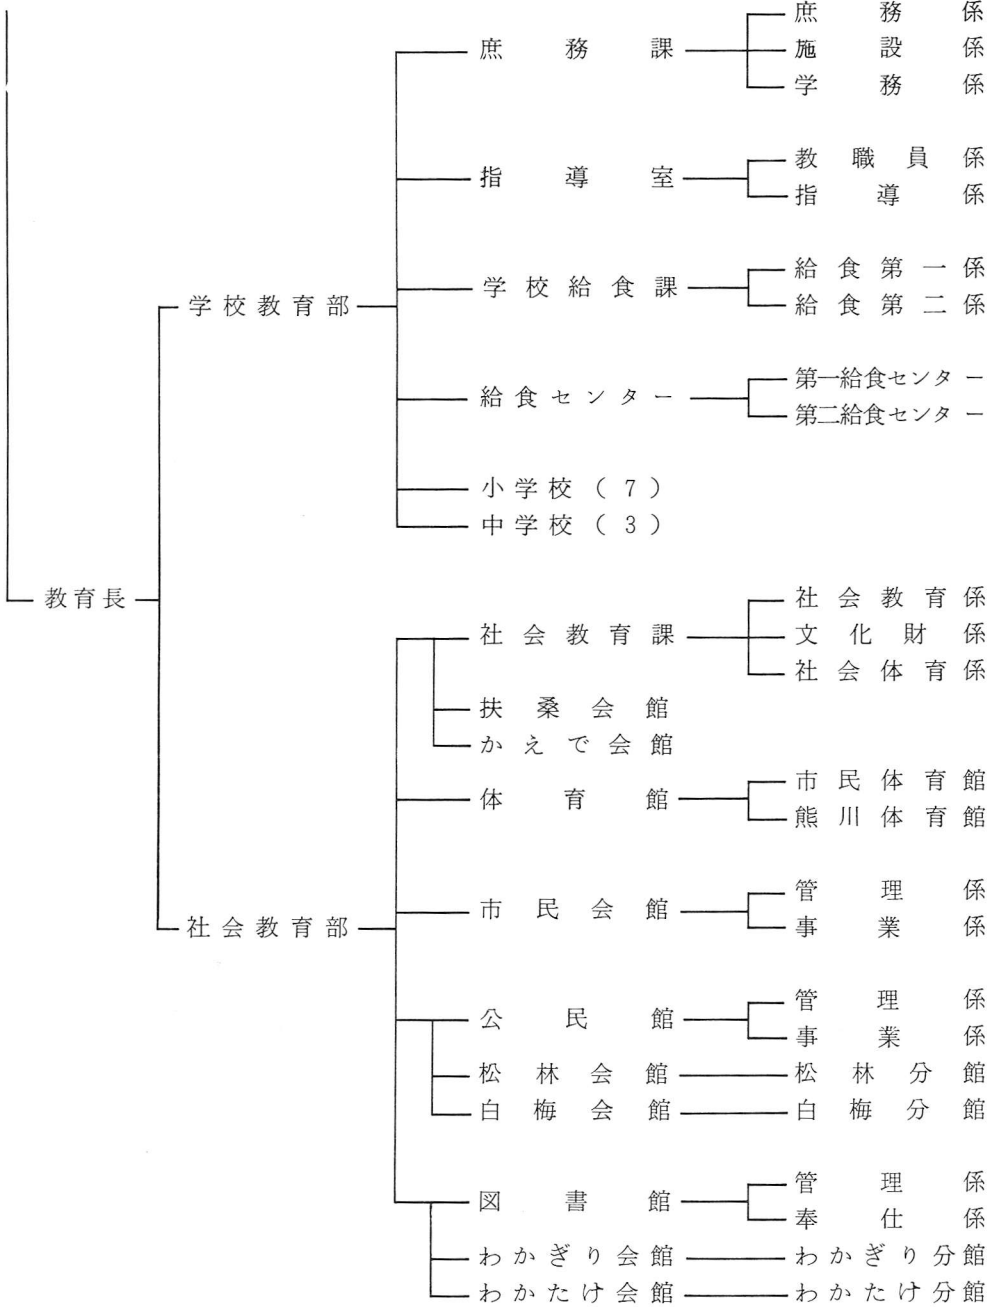 庶務係
庶務課 施設係
学務係
教職員係
指導室
指導係
給食第一係
学校給食課
学校教育部 給食第二係
第一給食センター
給食センター
第二給食センター
小学校(7)
中学校(3)
教育長
社会教育係
社会教育課 文化財係
社会体育係
扶桑会館
かえで会館
市民体育館
体育館
熊川体育館
管理係
市民会館
社会教育部 事業係
管理係
公民館
事業係
松林会館 松林分館
白梅会館 白梅分館
管理係
図書館
奉仕係
わかぎり会館 わかぎり分館
わかたけ会館 わかたけ分館